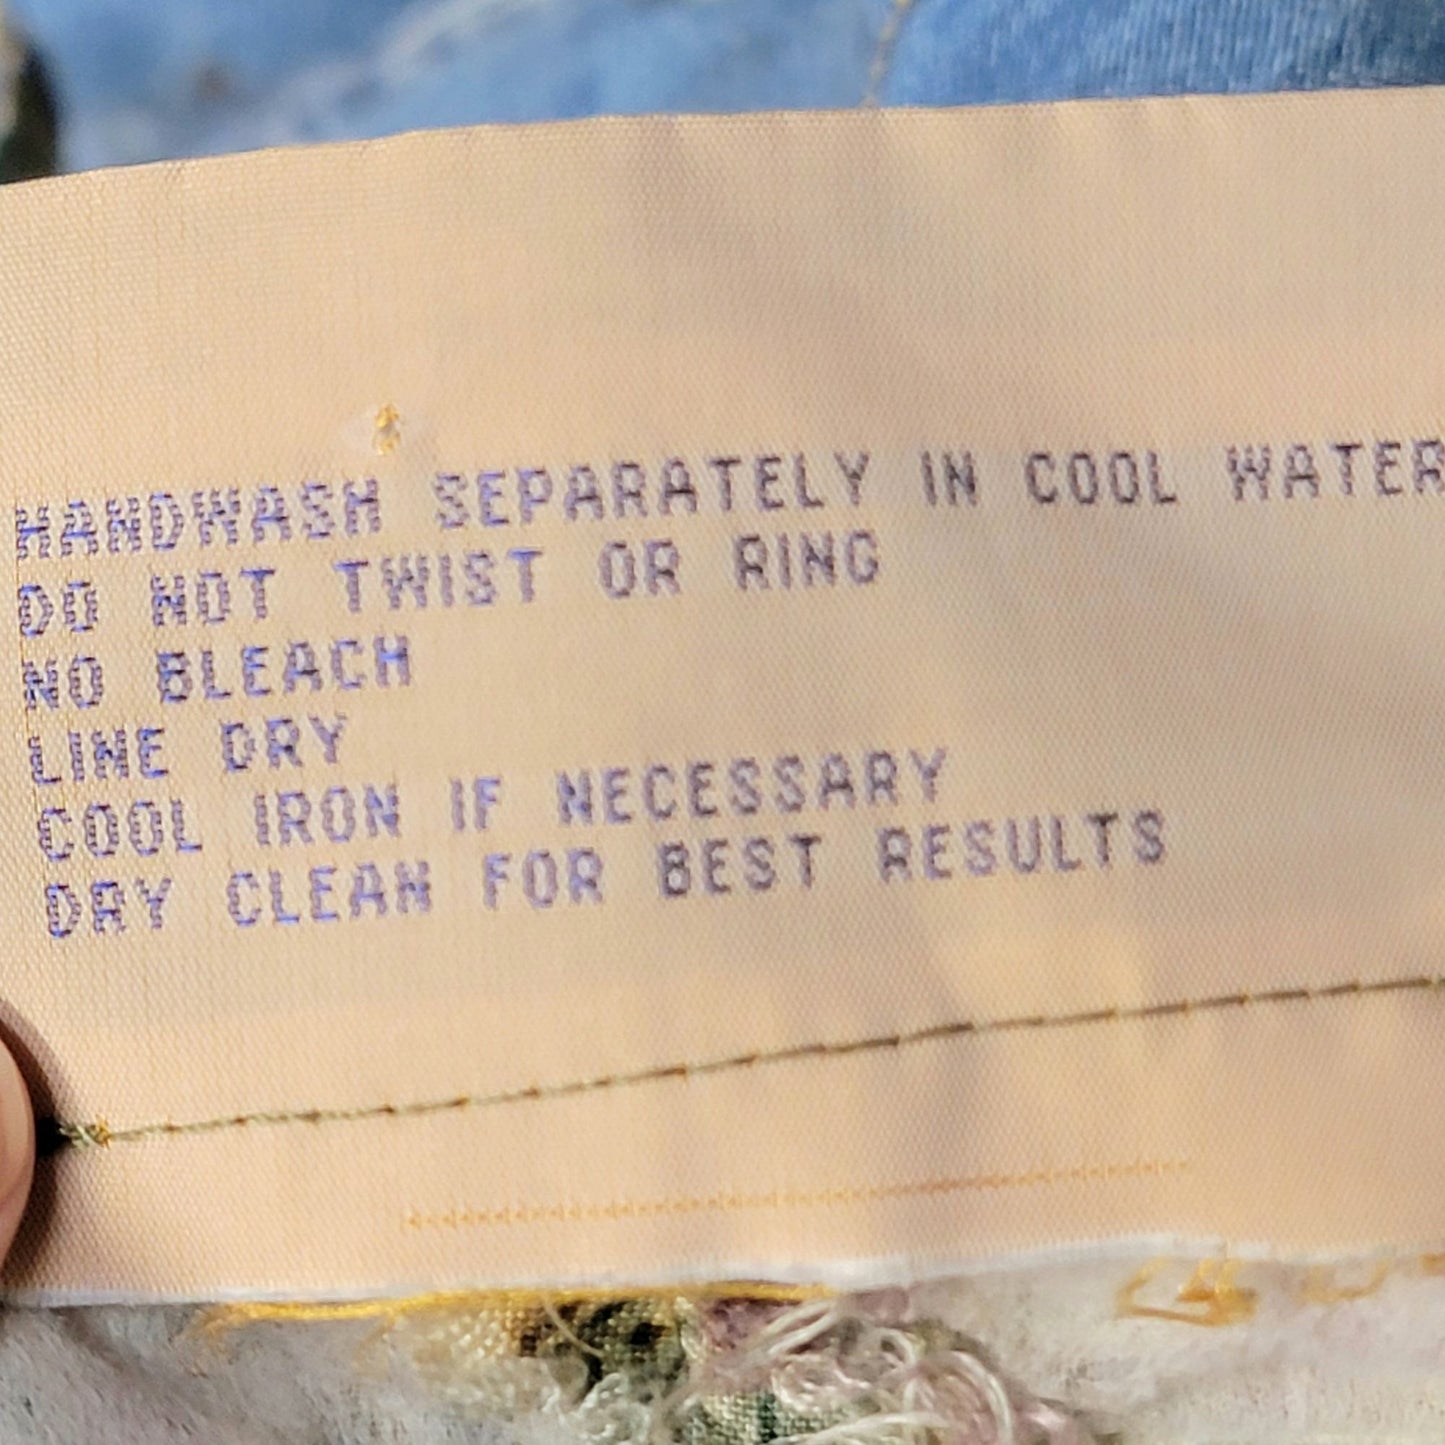 HANDWASH SEPARATELY IN COOL WATER
DO NOT TWIST OR RING
NO BLEACH
LINE DRY
COOL IRON IF NECESSARY
DRY CLEAN FOR BEST RESULTS